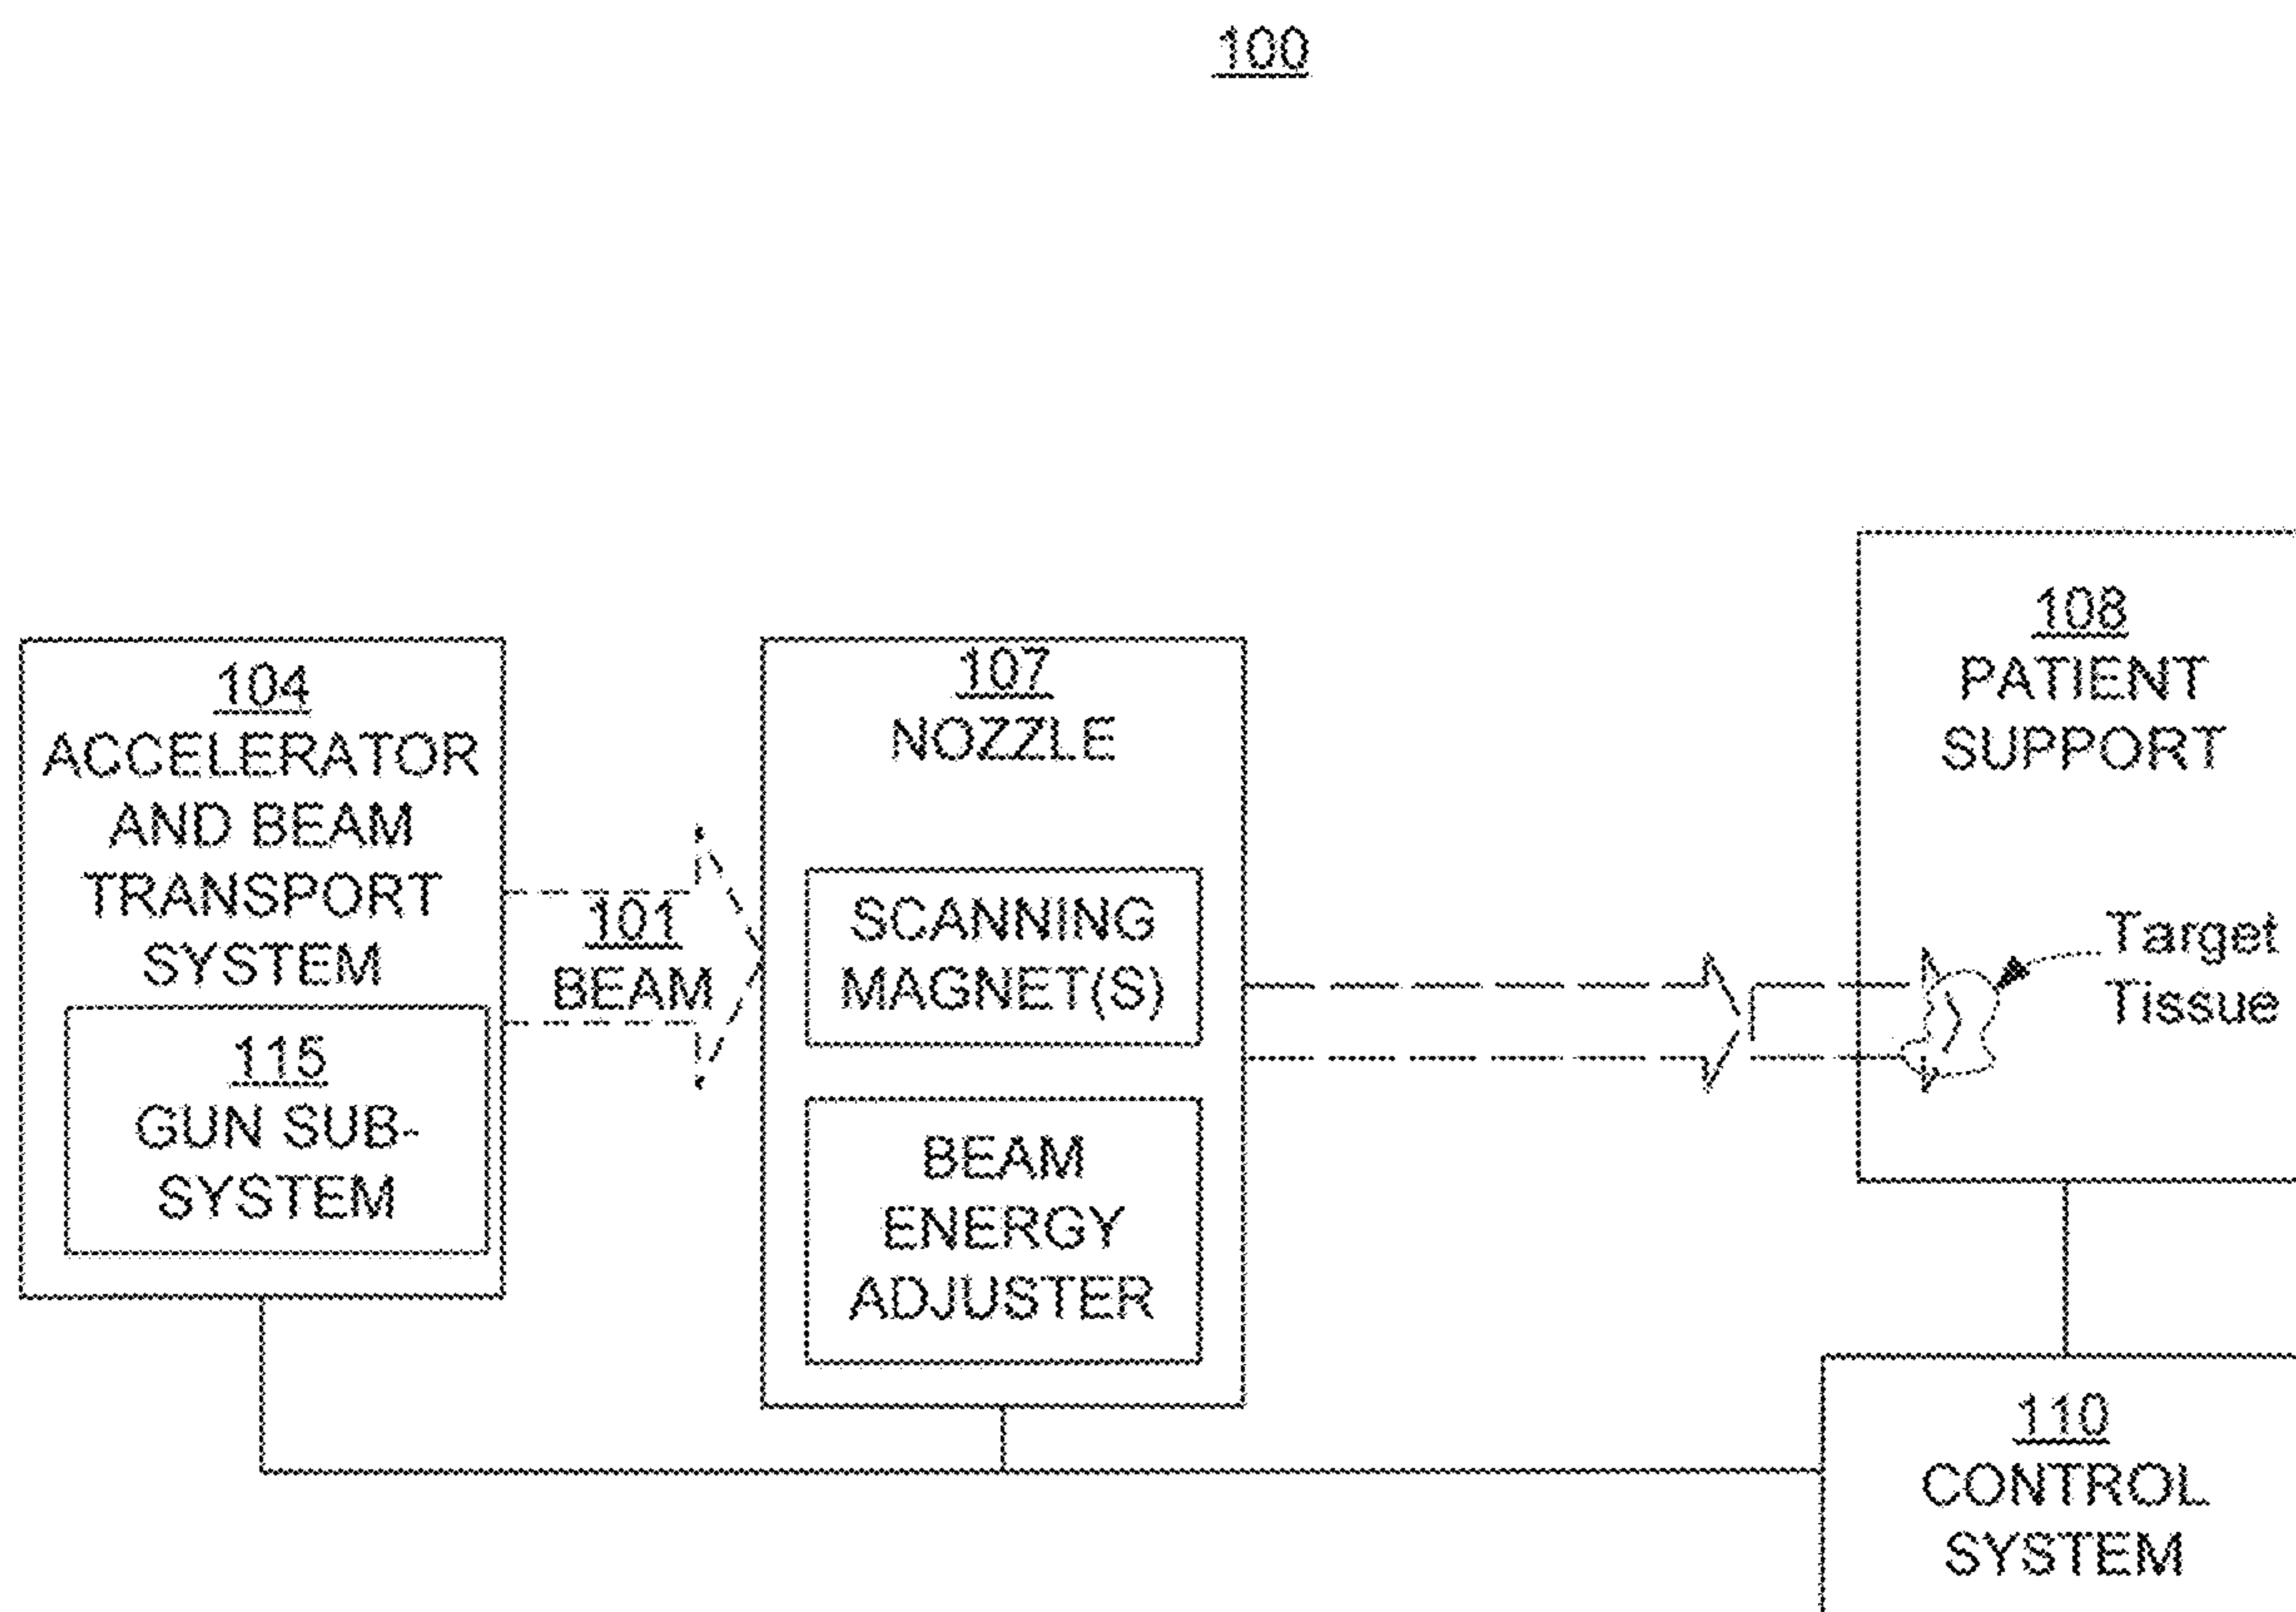 100
104
ACCELERATOR
AND BEAM
TRANSPORT
SYSTEM
115
GUN SUB-
SYSTEM
101
BEAM
107
NOZZLE
SCANNING
MAGNET(S)
BEAM
ENERGY
ADJUSTER
108
PATIENT
SUPPORT
Target
Tissue
110
CONTROL
SYSTEM